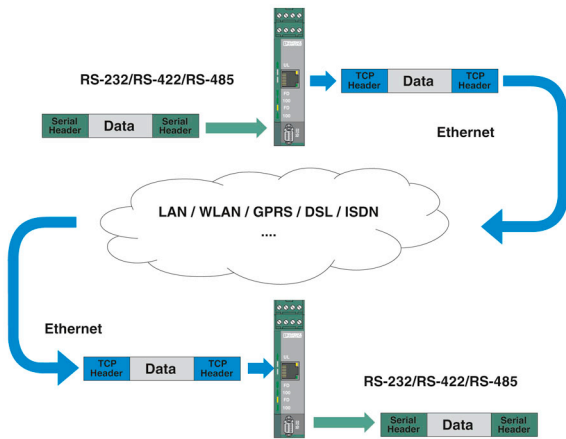 RS-232/RS-422/RS-485
Serial Header
Data
Serial Header
TCP Header
Data
TCP Header
Ethernet
LAN / WLAN / GPRS / DSL / ISDN
....
Ethernet
TCP Header
Data
TCP Header
RS-232/RS-422/RS-485
Serial Header
Data
Serial Header